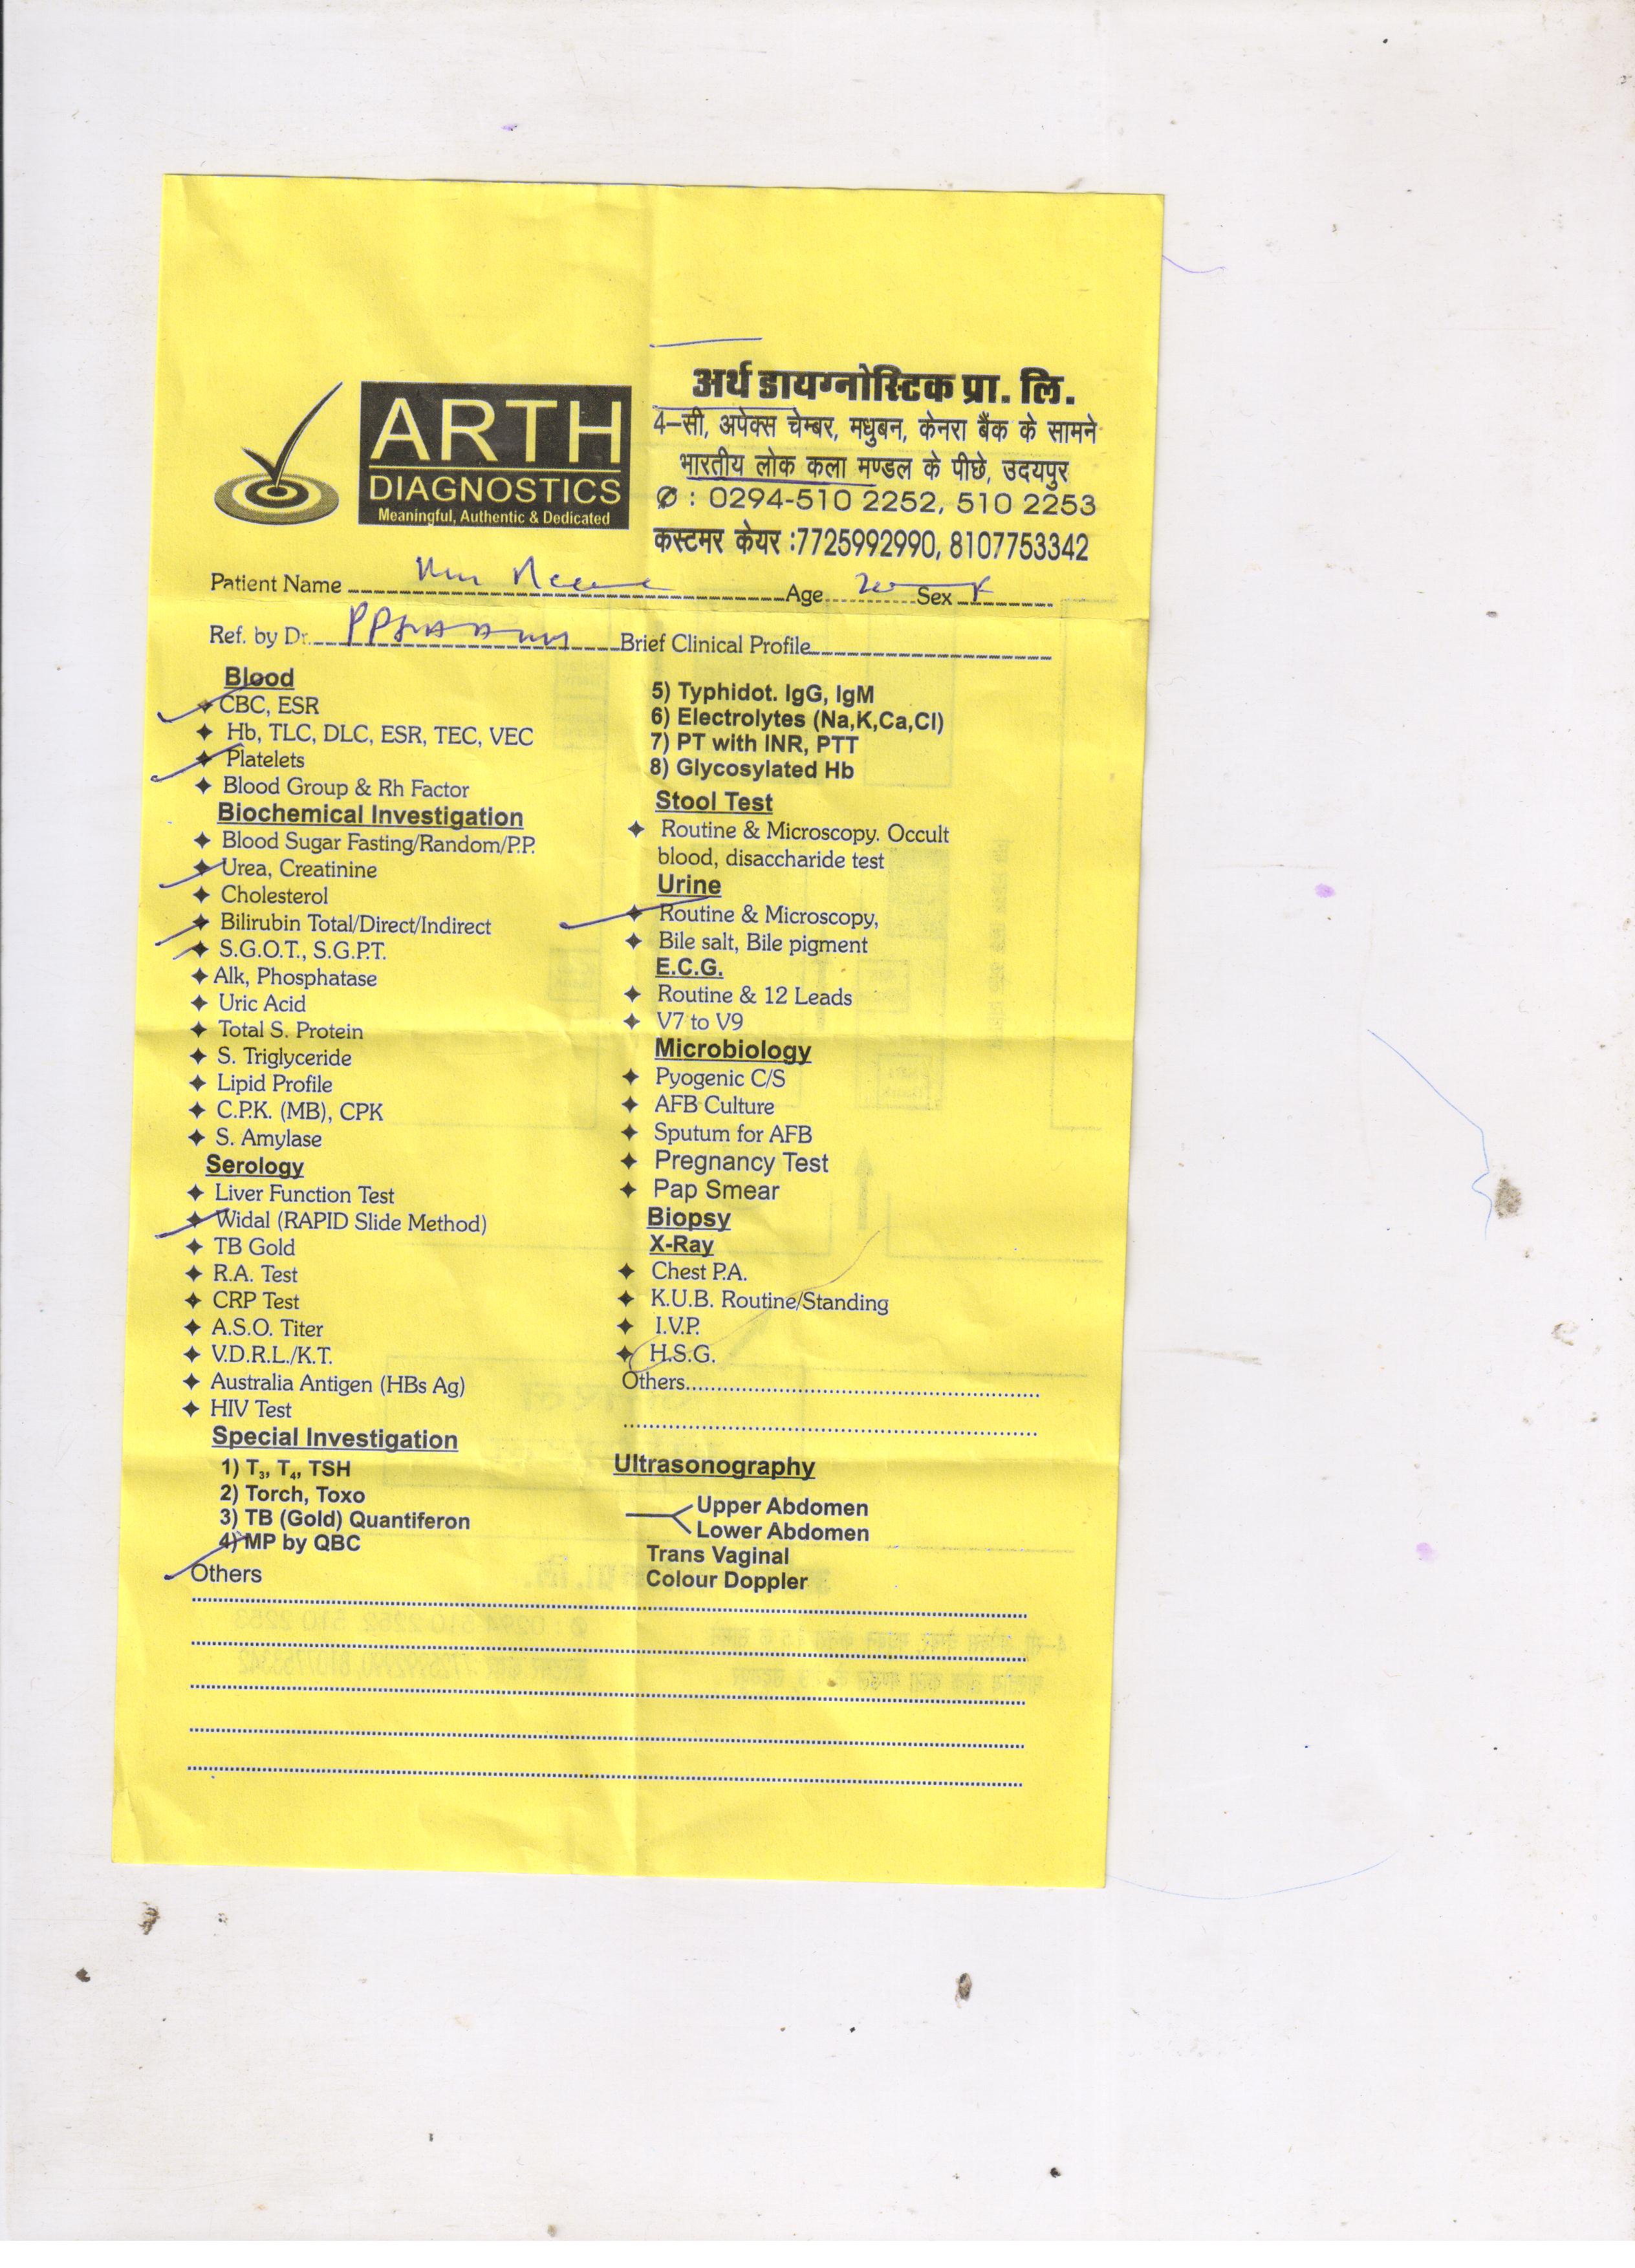 ARTH
DIAGNOSTICS
Meaningful, Authentic & Dedicated
अर्थ डायग्नोस्टिक प्रा. लि.
4–सी, अपेक्स चेम्बर, मधुबन, केनरा बैंक के सामने
भारतीय लोक कला मण्डल के पीछे, उदयपुर
✆ : 0294-510 2252, 510 2253
कस्टमर केयर :7725992990, 8107753342
Patient Name Age Sex
Ref. by Dr. Brief Clinical Profile
Blood
✦ CBC, ESR
✦ Hb, TLC, DLC, ESR, TEC, VEC
✦ Platelets
✦ Blood Group & Rh Factor
Biochemical Investigation
✦ Blood Sugar Fasting/Random/P.P.
✦ Urea, Creatinine
✦ Cholesterol
✦ Bilirubin Total/Direct/Indirect
✦ S.G.O.T., S.G.P.T.
✦ Alk, Phosphatase
✦ Uric Acid
✦ Total S. Protein
✦ S. Triglyceride
✦ Lipid Profile
✦ C.P.K. (MB), CPK
✦ S. Amylase
Serology
✦ Liver Function Test
✦ Widal (RAPID Slide Method)
✦ TB Gold
✦ R.A. Test
✦ CRP Test
✦ A.S.O. Titer
✦ V.D.R.L./K.T.
✦ Australia Antigen (HBs Ag)
✦ HIV Test
Special Investigation
1) T₃, T₄, TSH
2) Torch, Toxo
3) TB (Gold) Quantiferon
4) MP by QBC
Others
5) Typhidot. IgG, IgM
6) Electrolytes (Na,K,Ca,Cl)
7) PT with INR, PTT
8) Glycosylated Hb
Stool Test
✦ Routine & Microscopy. Occult
blood, disaccharide test
Urine
✦ Routine & Microscopy,
✦ Bile salt, Bile pigment
E.C.G.
✦ Routine & 12 Leads
✦ V7 to V9
Microbiology
✦ Pyogenic C/S
✦ AFB Culture
✦ Sputum for AFB
✦ Pregnancy Test
✦ Pap Smear
Biopsy
X-Ray
✦ Chest P.A.
✦ K.U.B. Routine/Standing
✦ I.V.P.
✦ H.S.G.
Others
Ultrasonography
Upper Abdomen
Lower Abdomen
Trans Vaginal
Colour Doppler